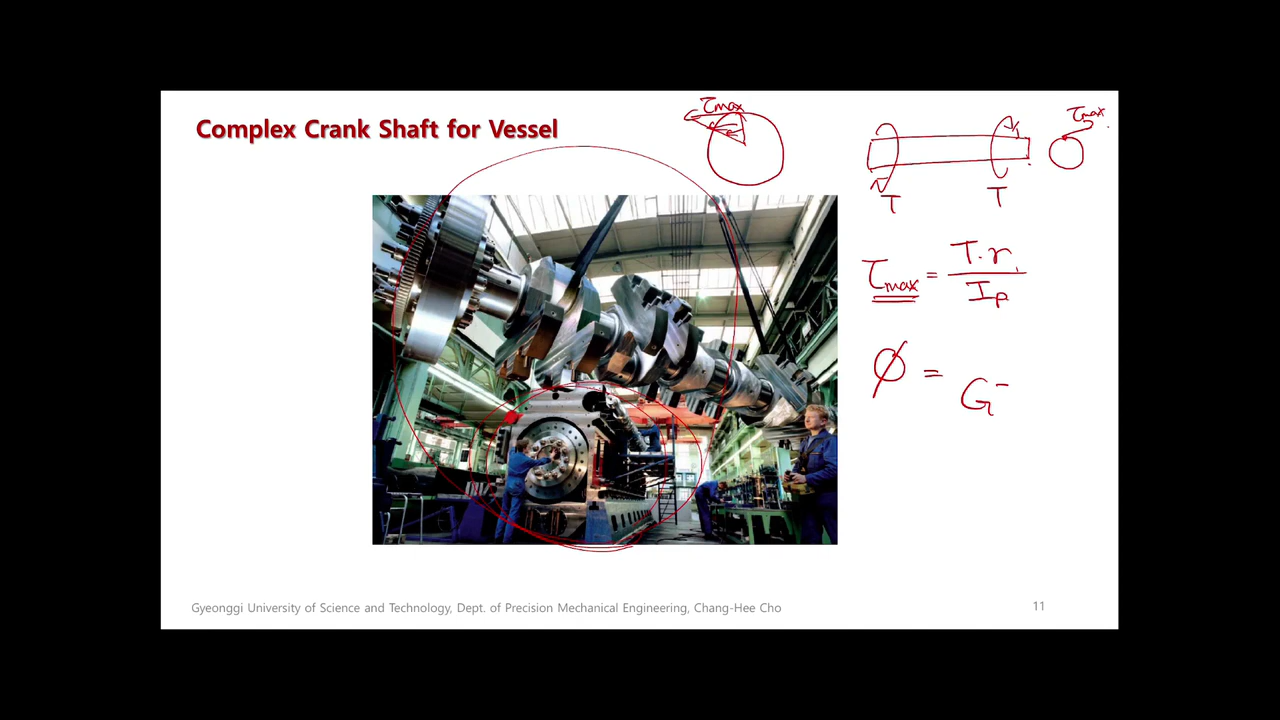 Complex Crank Shaft for Vessel
τmax
τmax
T
T
τmax = T·r / Ip
Ø =
G
Gyeonggi University of Science and Technology, Dept. of Precision Mechanical Engineering, Chang-Hee Cho
11